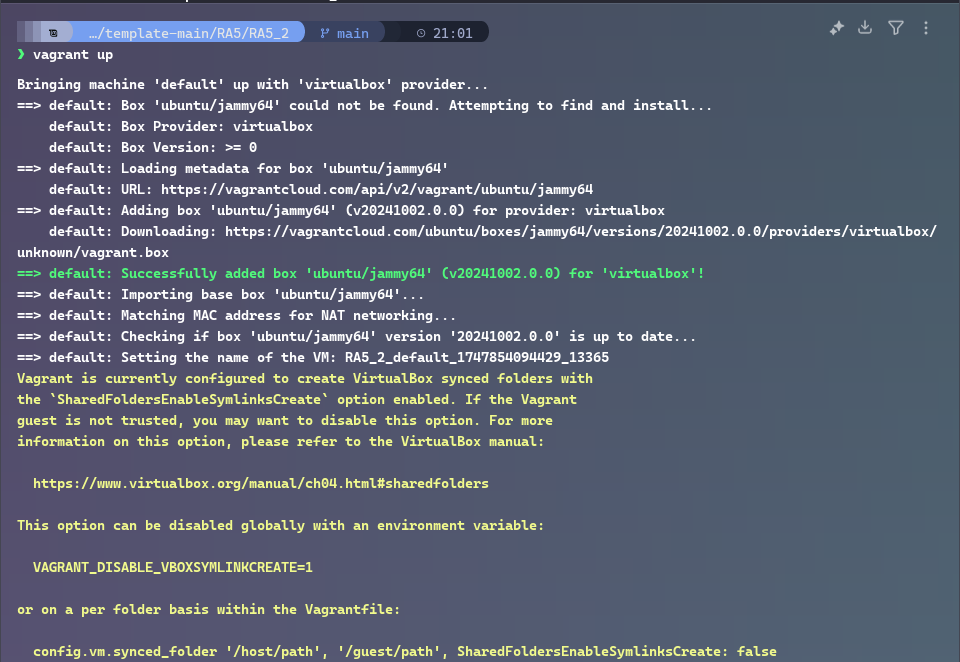 …/template-main/RA5/RA5_2 main 21:01
❯ vagrant up
Bringing machine 'default' up with 'virtualbox' provider...
==> default: Box 'ubuntu/jammy64' could not be found. Attempting to find and install...
    default: Box Provider: virtualbox
    default: Box Version: >= 0
==> default: Loading metadata for box 'ubuntu/jammy64'
    default: URL: https://vagrantcloud.com/api/v2/vagrant/ubuntu/jammy64
==> default: Adding box 'ubuntu/jammy64' (v20241002.0.0) for provider: virtualbox
    default: Downloading: https://vagrantcloud.com/ubuntu/boxes/jammy64/versions/20241002.0.0/providers/virtualbox/
unknown/vagrant.box
==> default: Successfully added box 'ubuntu/jammy64' (v20241002.0.0) for 'virtualbox'!
==> default: Importing base box 'ubuntu/jammy64'...
==> default: Matching MAC address for NAT networking...
==> default: Checking if box 'ubuntu/jammy64' version '20241002.0.0' is up to date...
==> default: Setting the name of the VM: RA5_2_default_1747854094429_13365
Vagrant is currently configured to create VirtualBox synced folders with
the `SharedFoldersEnableSymlinksCreate` option enabled. If the Vagrant
guest is not trusted, you may want to disable this option. For more
information on this option, please refer to the VirtualBox manual:
  https://www.virtualbox.org/manual/ch04.html#sharedfolders
This option can be disabled globally with an environment variable:
  VAGRANT_DISABLE_VBOXSYMLINKCREATE=1
or on a per folder basis within the Vagrantfile:
  config.vm.synced_folder '/host/path', '/guest/path', SharedFoldersEnableSymlinksCreate: false